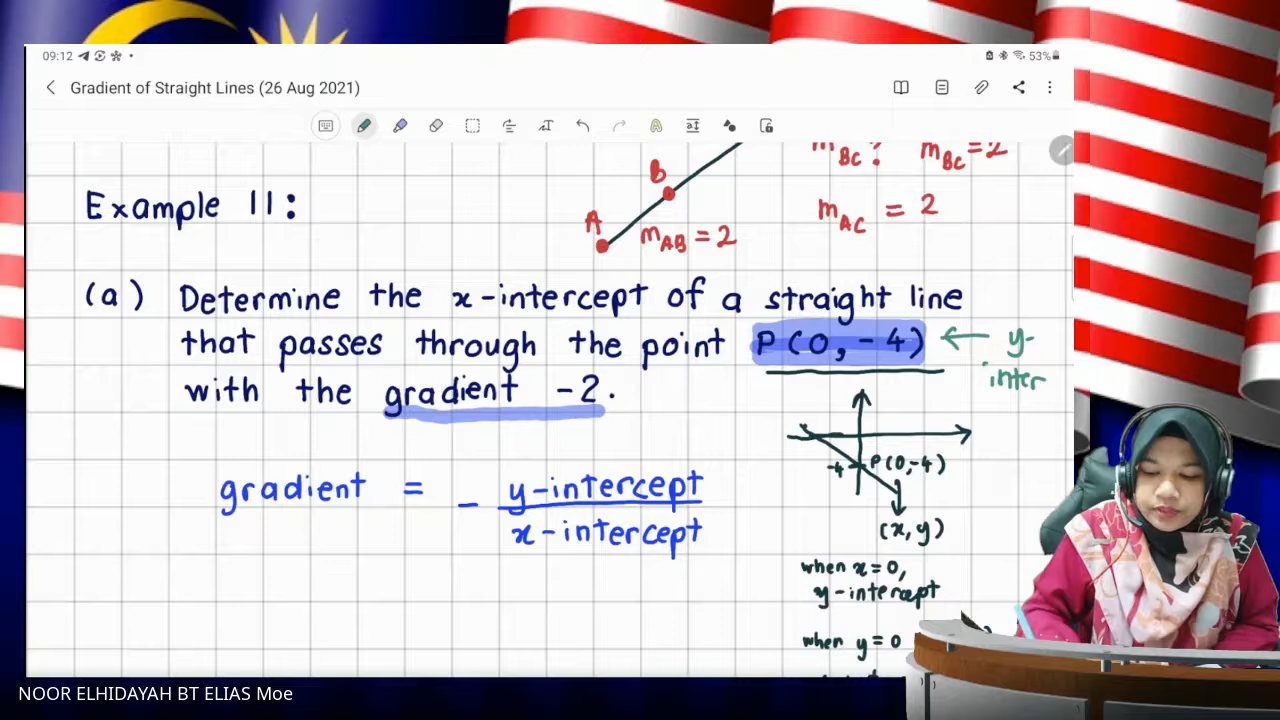 09:12
53%
Gradient of Straight Lines (26 Aug 2021)
m_BC ? m_BC = 2
B
Example 11:
m_AC = 2
A
m_AB = 2
(a) Determine the x-intercept of a straight line
that passes through the point P(0, -4) ← y-
inter
with the gradient -2.
-4 P(0,-4)
gradient = - y-intercept
x-intercept
(x, y)
when x=0,
y-intercept
when y=0
NOOR ELHIDAYAH BT ELIAS Moe